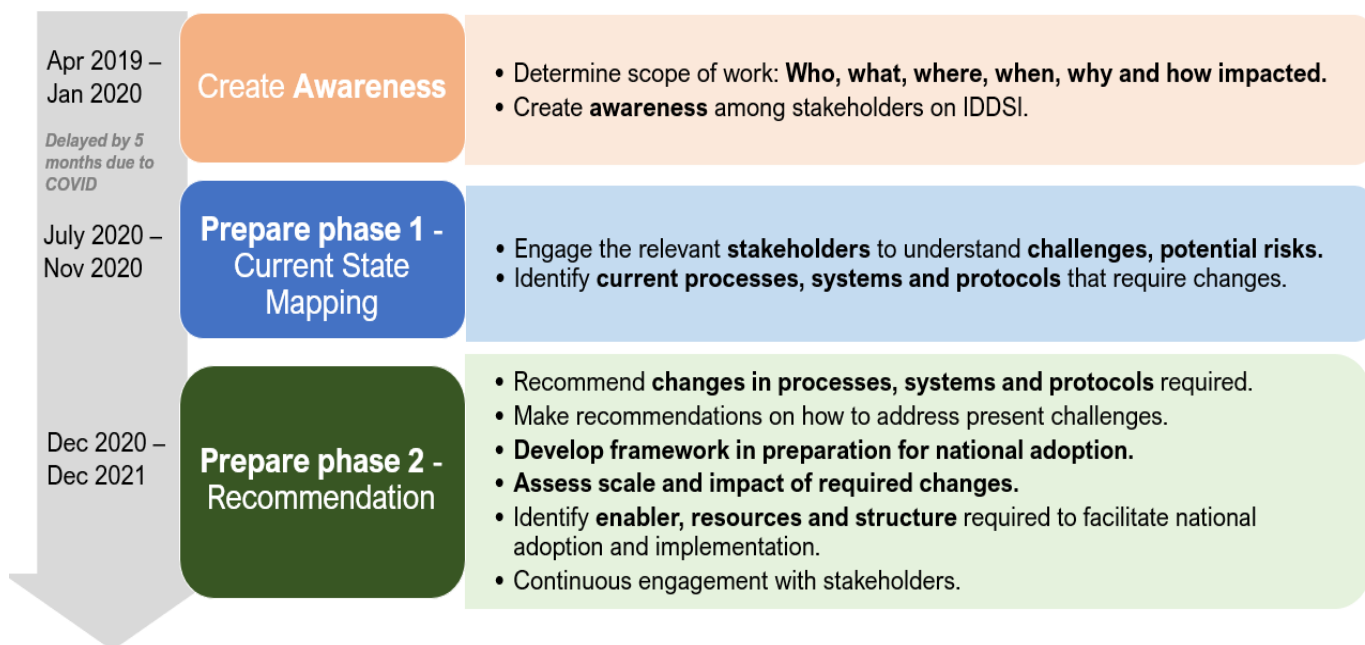 Apr 2019 –
Jan 2020
Delayed by 5
months due to
COVID
Create Awareness
• Determine scope of work: Who, what, where, when, why and how impacted.
• Create awareness among stakeholders on IDDSI.
July 2020 –
Nov 2020
Prepare phase 1 -
Current State
Mapping
• Engage the relevant stakeholders to understand challenges, potential risks.
• Identify current processes, systems and protocols that require changes.
Dec 2020 –
Dec 2021
Prepare phase 2 -
Recommendation
• Recommend changes in processes, systems and protocols required.
• Make recommendations on how to address present challenges.
• Develop framework in preparation for national adoption.
• Assess scale and impact of required changes.
• Identify enabler, resources and structure required to facilitate national
adoption and implementation.
• Continuous engagement with stakeholders.